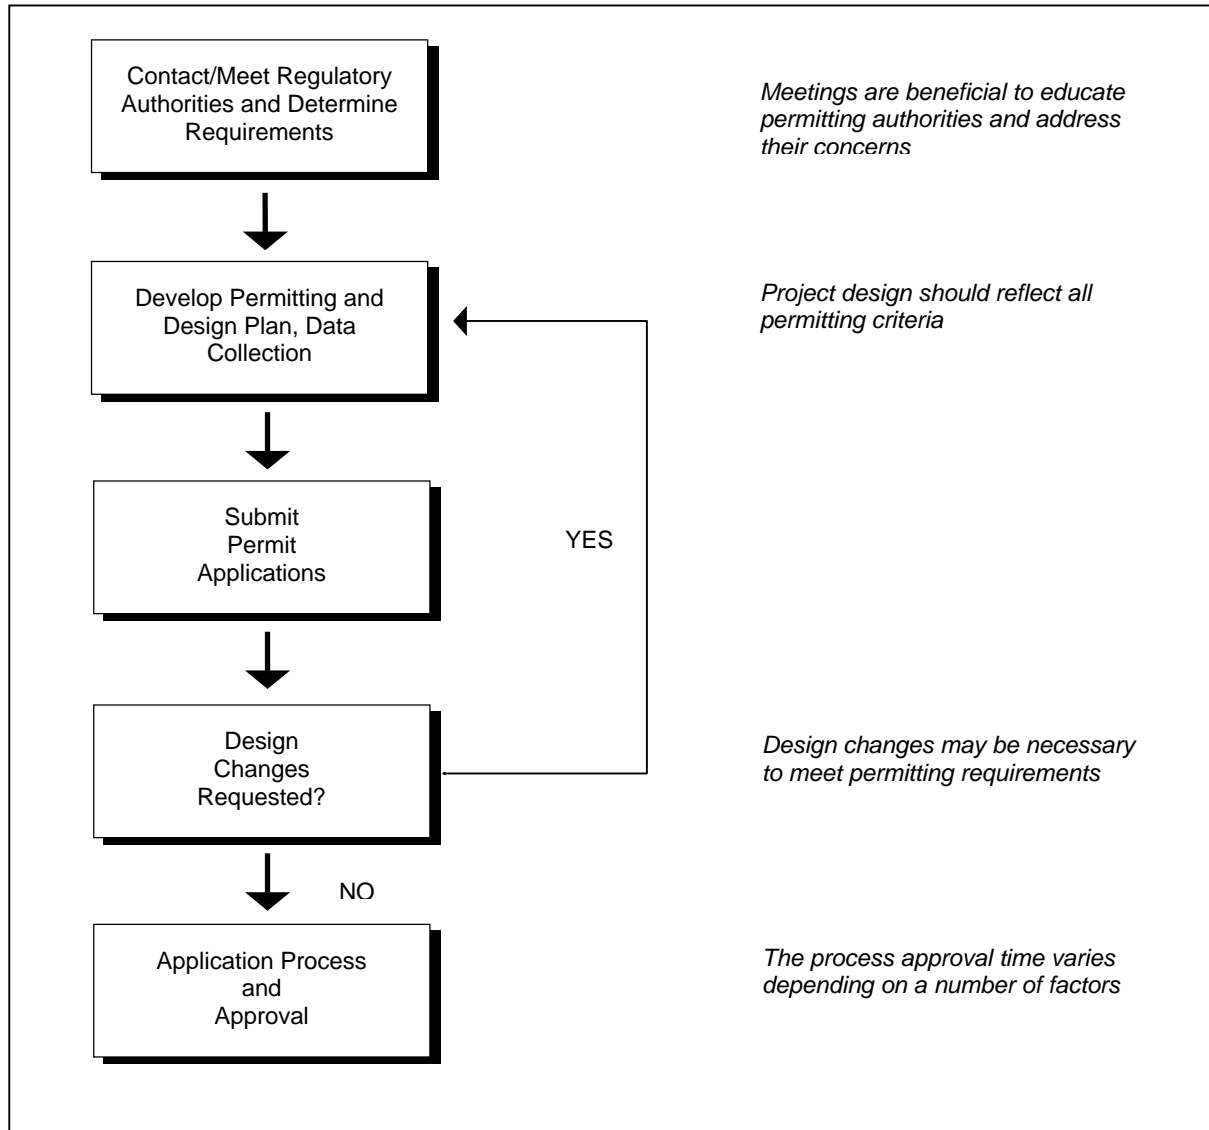 Contact/Meet Regulatory
Authorities and Determine
Requirements
Meetings are beneficial to educate
permitting authorities and address
their concerns
Develop Permitting and
Design Plan, Data
Collection
Project design should reflect all
permitting criteria
Submit
Permit
Applications
YES
Design
Changes
Requested?
Design changes may be necessary
to meet permitting requirements
NO
Application Process
and
Approval
The process approval time varies
depending on a number of factors